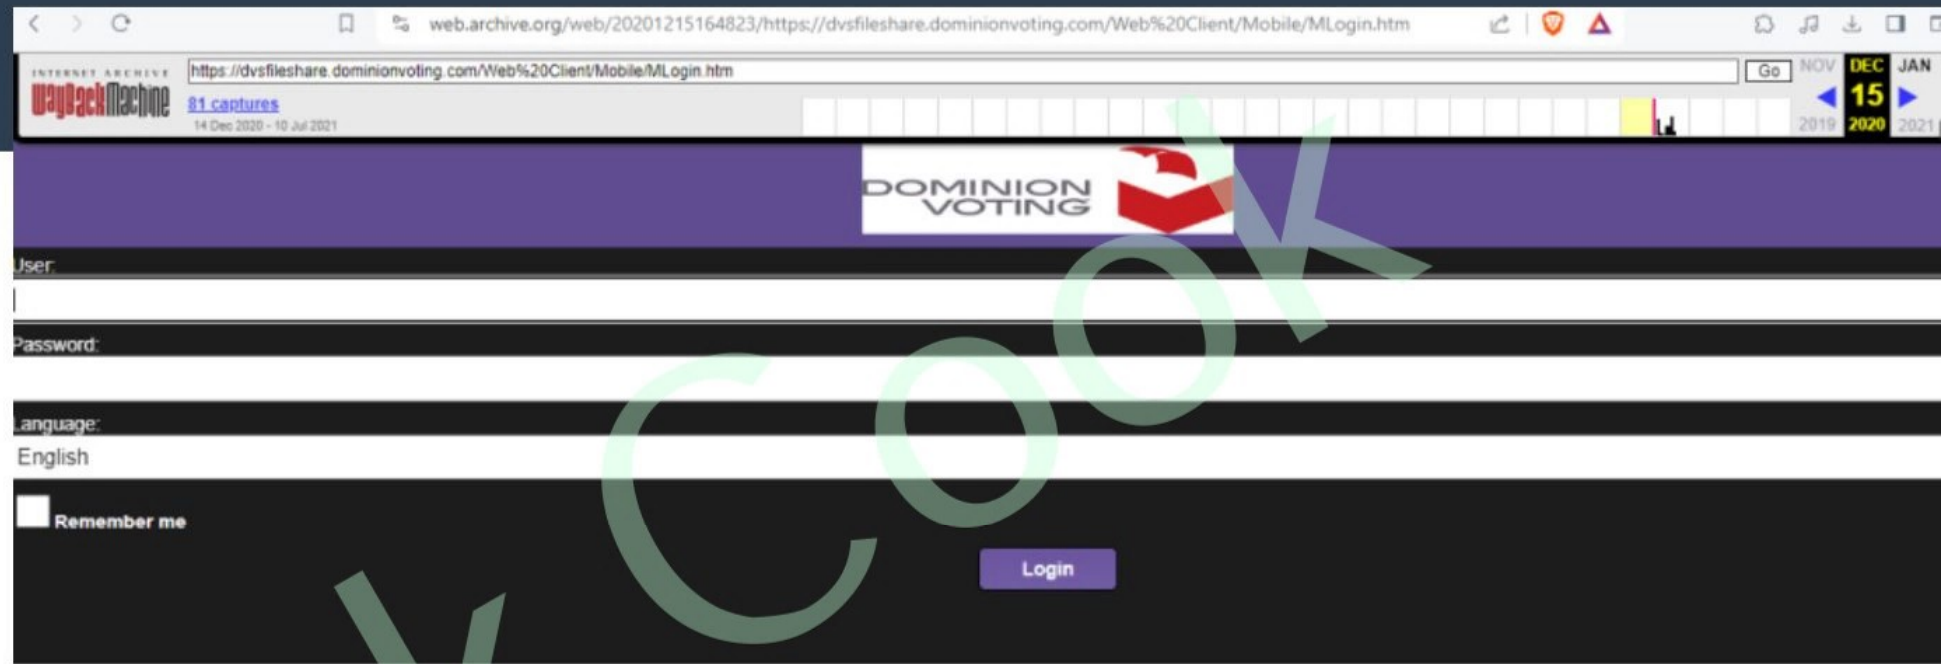 web.archive.org/web/20201215164823/https://dvsfileshare.dominionvoting.com/Web%20Client/Mobile/MLogin.htm
INTERNET ARCHIVE
WayBackMachine
https://dvsfileshare.dominionvoting.com/Web%20Client/Mobile/MLogin.htm
Go
NOV DEC JAN
81 captures
15
14 Dec 2020 - 10 Jul 2021
2019 2020 2021
DOMINION
VOTING
User:
Password:
Language:
English
Remember me
Login
k Cook